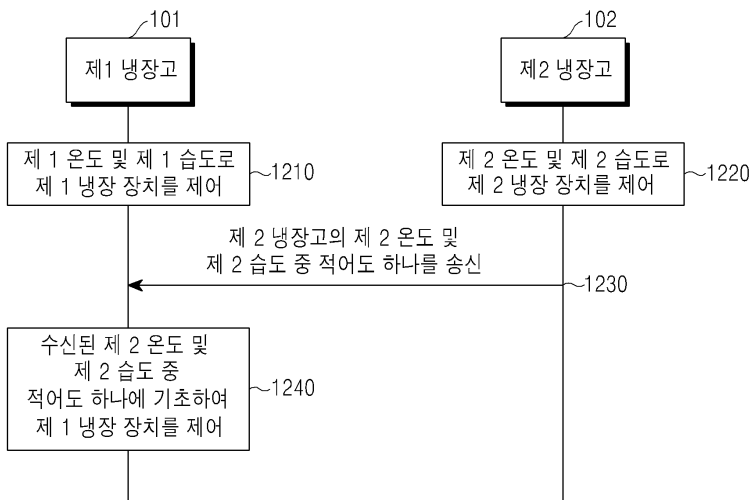 101
102
제1 냉장고
제2 냉장고
제 1 온도 및 제 1 습도로
제 1 냉장 장치를 제어
1210
제 2 온도 및 제 2 습도로
제 2 냉장 장치를 제어
1220
제 2 냉장고의 제 2 온도 및
제 2 습도 중 적어도 하나를 송신
1230
수신된 제 2 온도 및
제 2 습도 중
적어도 하나에 기초하여
제 1 냉장 장치를 제어
1240